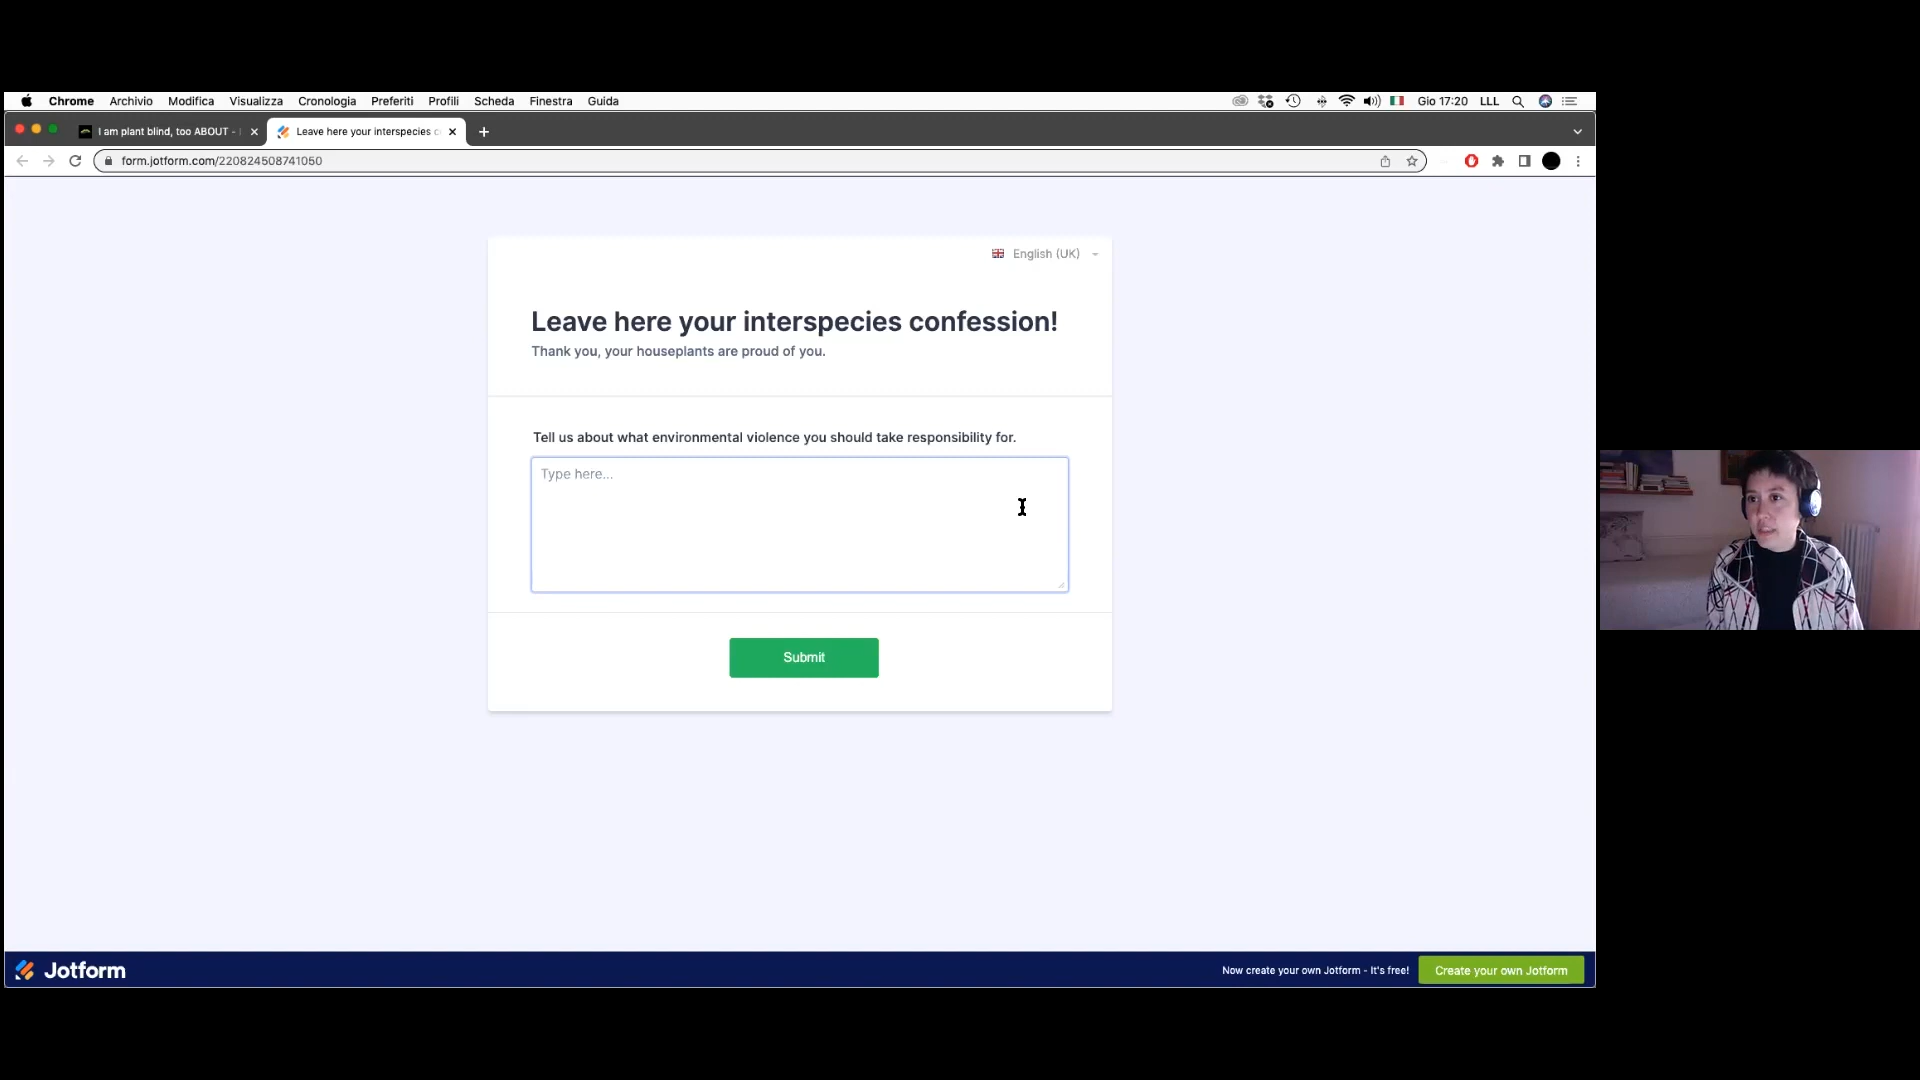 Chrome Archivio Modifica Visualizza Cronologia Preferiti Profili Scheda Finestra Guida Gio 17:20 LLL
I am plant blind, too ABOUT - Leave here your interspecies
form.jotform.com/220824508741050
English (UK)
Leave here your interspecies confession!
Thank you, your houseplants are proud of you.
Tell us about what environmental violence you should take responsibility for.
Type here...
Submit
Jotform Now create your own Jotform - It's free! Create your own Jotform